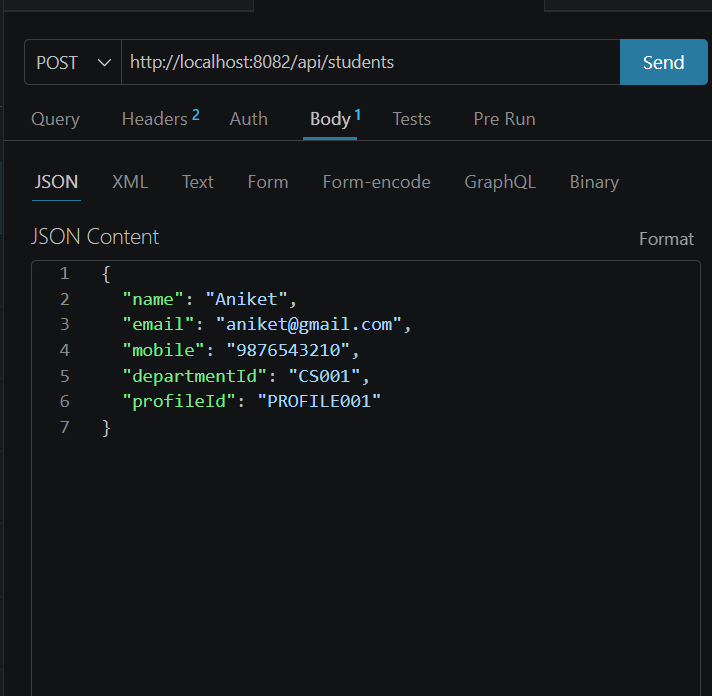 POST http://localhost:8082/api/students Send
Query Headers 2 Auth Body 1 Tests Pre Run
JSON XML Text Form Form-encode GraphQL Binary
JSON Content Format
1 {
2 "name": "Aniket",
3 "email": "aniket@gmail.com",
4 "mobile": "9876543210",
5 "departmentId": "CS001",
6 "profileId": "PROFILE001"
7 }